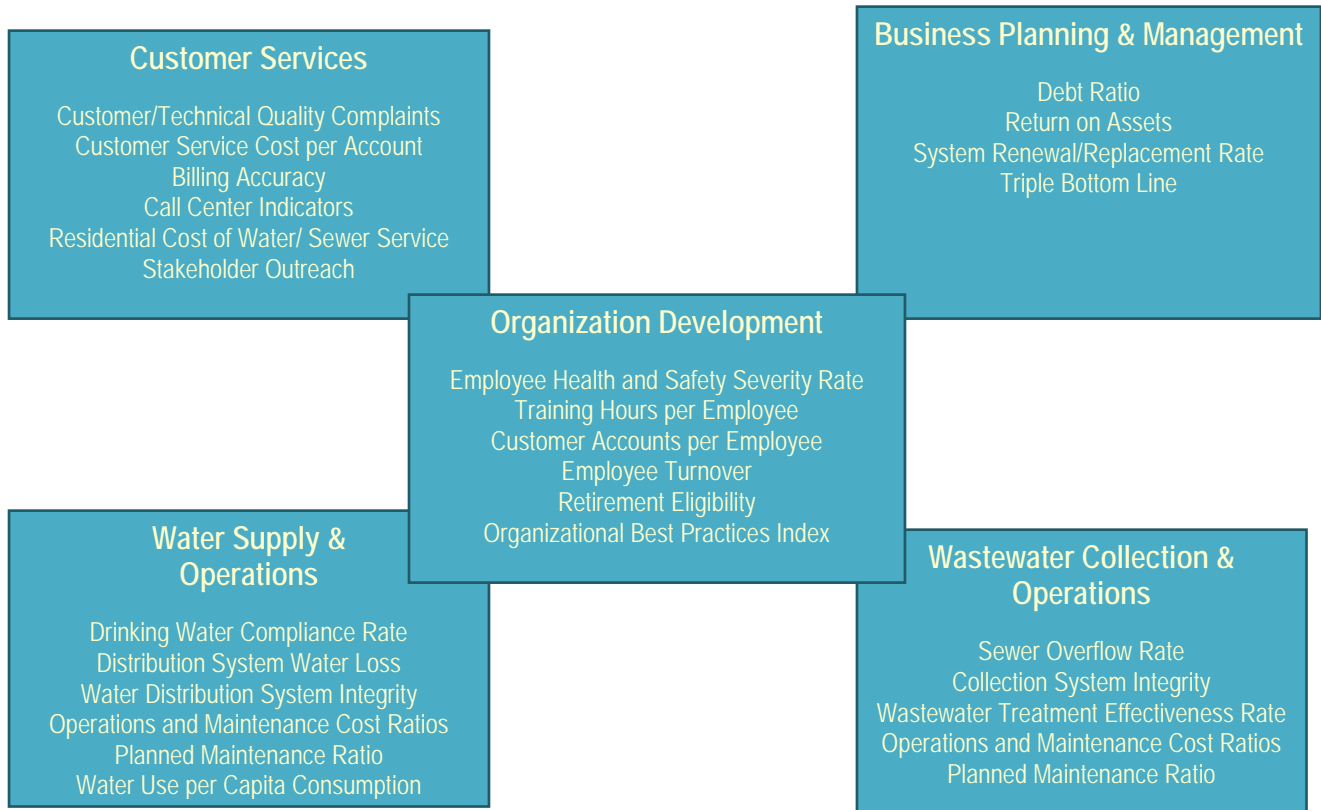 Customer Services
Customer/Technical Quality Complaints
Customer Service Cost per Account
Billing Accuracy
Call Center Indicators
Residential Cost of Water/ Sewer Service
Stakeholder Outreach
Business Planning & Management
Debt Ratio
Return on Assets
System Renewal/Replacement Rate
Triple Bottom Line
Organization Development
Employee Health and Safety Severity Rate
Training Hours per Employee
Customer Accounts per Employee
Employee Turnover
Retirement Eligibility
Organizational Best Practices Index
Water Supply &
Operations
Drinking Water Compliance Rate
Distribution System Water Loss
Water Distribution System Integrity
Operations and Maintenance Cost Ratios
Planned Maintenance Ratio
Water Use per Capita Consumption
Wastewater Collection &
Operations
Sewer Overflow Rate
Collection System Integrity
Wastewater Treatment Effectiveness Rate
Operations and Maintenance Cost Ratios
Planned Maintenance Ratio